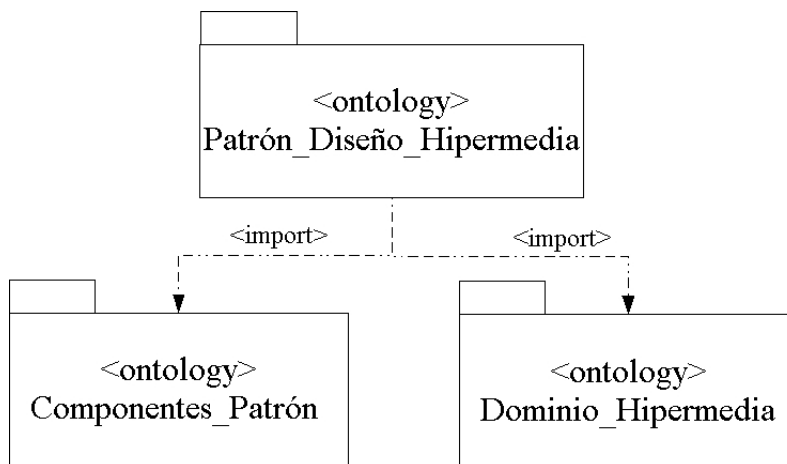 <ontology>
Patrón_Diseño_Hipermedia
<import>
<import>
<ontology>
Componentes_Patrón
<ontology>
Dominio_Hipermedia